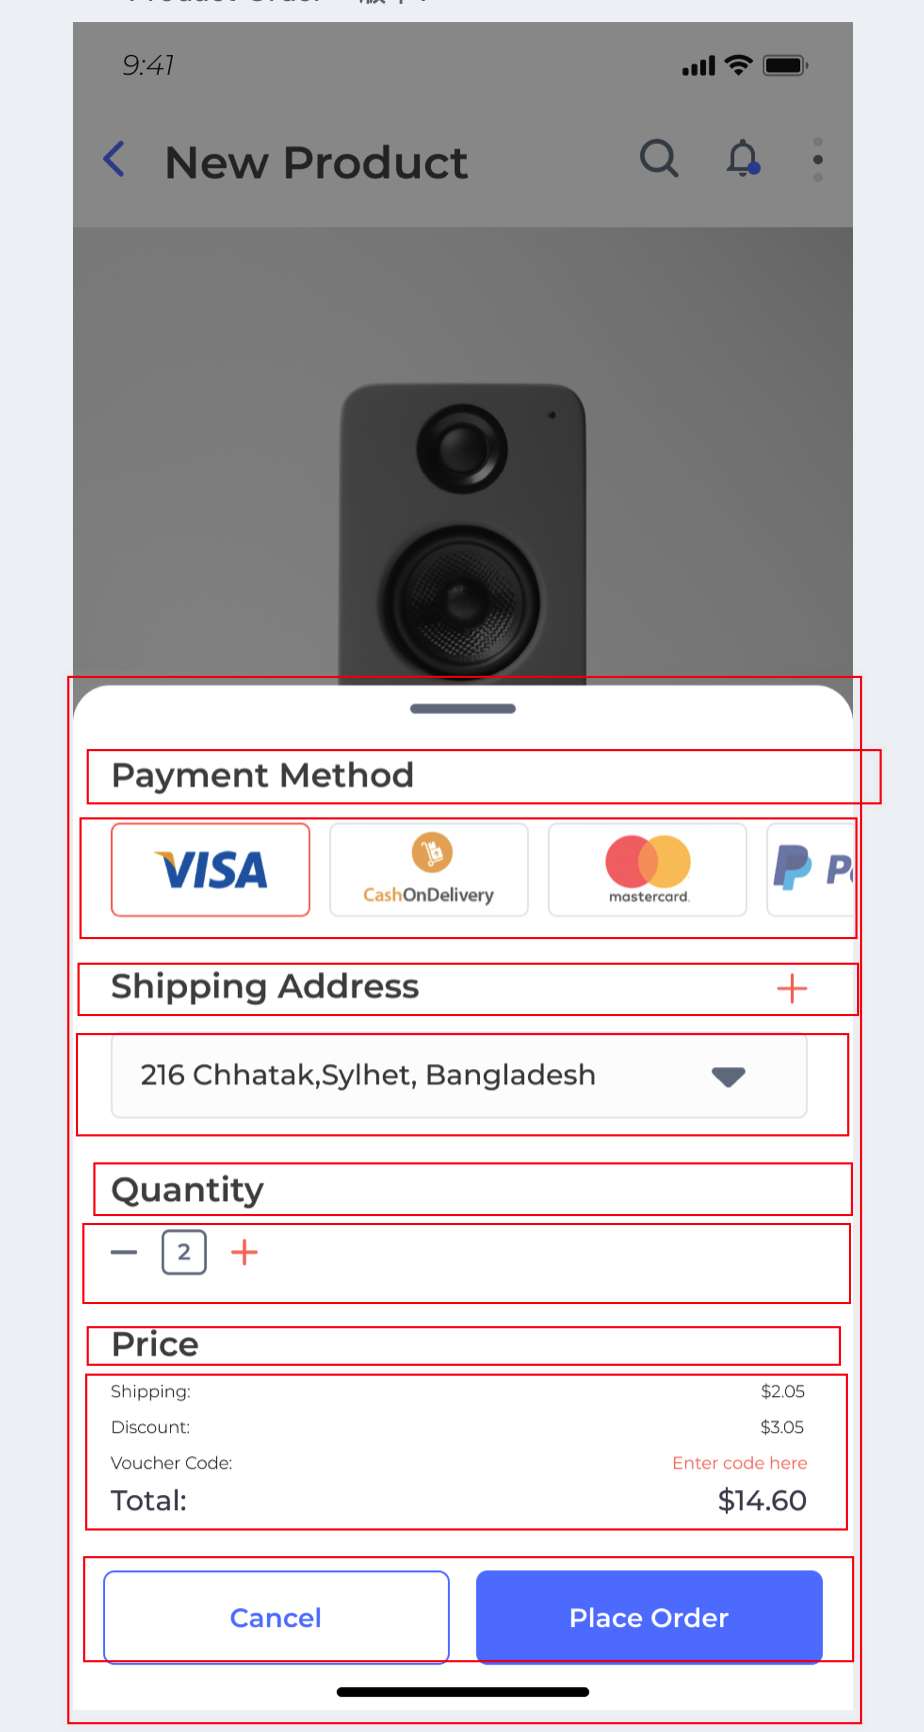 9:41
New Product
Payment Method
VISA
CashOnDelivery
mastercard.
Shipping Address
216 Chhatak,Sylhet, Bangladesh
Quantity
2
Price
Shipping: $2.05
Discount: $3.05
Voucher Code: Enter code here
Total: $14.60
Cancel Place Order